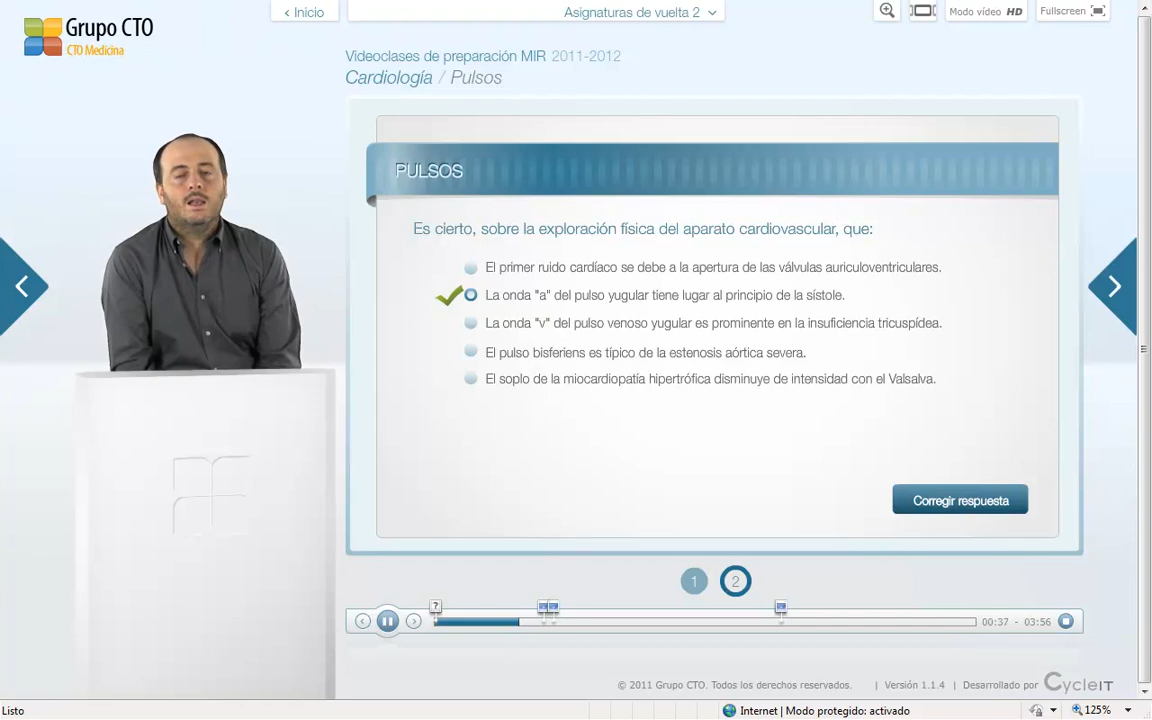 Grupo CTO
CTO Medicina
‹ Inicio
Asignaturas de vuelta 2
Modo vídeo HD
Fullscreen
Videoclases de preparación MIR 2011-2012
Cardiología / Pulsos
PULSOS
Es cierto, sobre la exploración física del aparato cardiovascular, que:
El primer ruido cardíaco se debe a la apertura de las válvulas auriculoventriculares.
La onda "a" del pulso yugular tiene lugar al principio de la sístole.
La onda "v" del pulso venoso yugular es prominente en la insuficiencia tricuspídea.
El pulso bisferiens es típico de la estenosis aórtica severa.
El soplo de la miocardiopatía hipertrófica disminuye de intensidad con el Valsalva.
Corregir respuesta
1 2
?
00:37 - 03:56
© 2011 Grupo CTO. Todos los derechos reservados. | Versión 1.1.4 | Desarrollado por CycleIT
Listo
Internet | Modo protegido: activado
125%